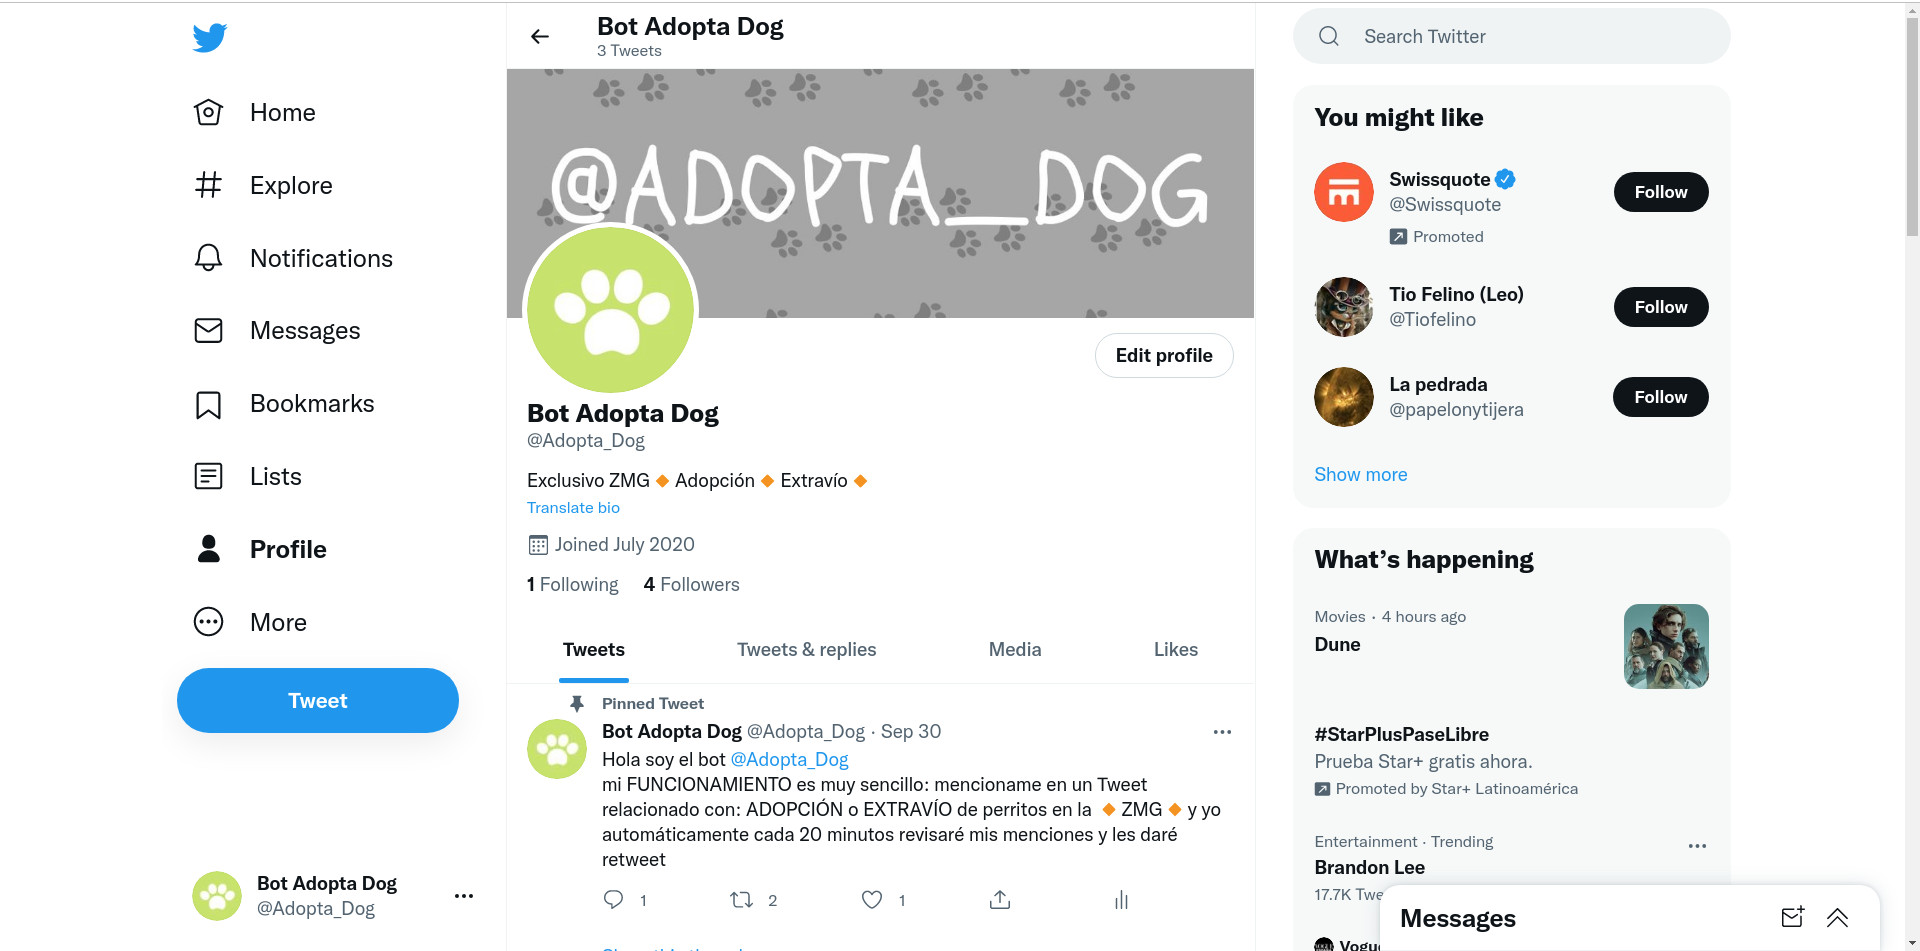 Home
Explore
Notifications
Messages
Bookmarks
Lists
Profile
More
Tweet
Bot Adopta Dog
@Adopta_Dog
Bot Adopta Dog
3 Tweets
@ADOPTA_DOG
Edit profile
Bot Adopta Dog
@Adopta_Dog
Exclusivo ZMG 🔸 Adopción 🔸 Extravío 🔸
Translate bio
Joined July 2020
1 Following 4 Followers
Tweets Tweets & replies Media Likes
Pinned Tweet
Bot Adopta Dog @Adopta_Dog · Sep 30
Hola soy el bot @Adopta_Dog
mi FUNCIONAMIENTO es muy sencillo: mencioname en un Tweet
relacionado con: ADOPCIÓN o EXTRAVÍO de perritos en la 🔸 ZMG 🔸 y yo
automáticamente cada 20 minutos revisaré mis menciones y les daré
retweet
1 2 1
Search Twitter
You might like
Swissquote
@Swissquote
Promoted
Follow
Tio Felino (Leo)
@Tiofelino
Follow
La pedrada
@papelonytijera
Follow
Show more
What's happening
Movies · 4 hours ago
Dune
#StarPlusPaseLibre
Prueba Star+ gratis ahora.
Promoted by Star+ Latinoamérica
Entertainment · Trending
Brandon Lee
17.7K Twe
Messages